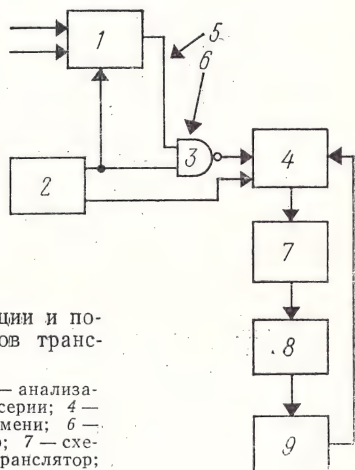 1
5
6
3
4
2
7
8
9
ции и по-
ов транс-
— анализа-
серии; 4 —
мени; 6 —
р; 7 — схе-
ранслятор;